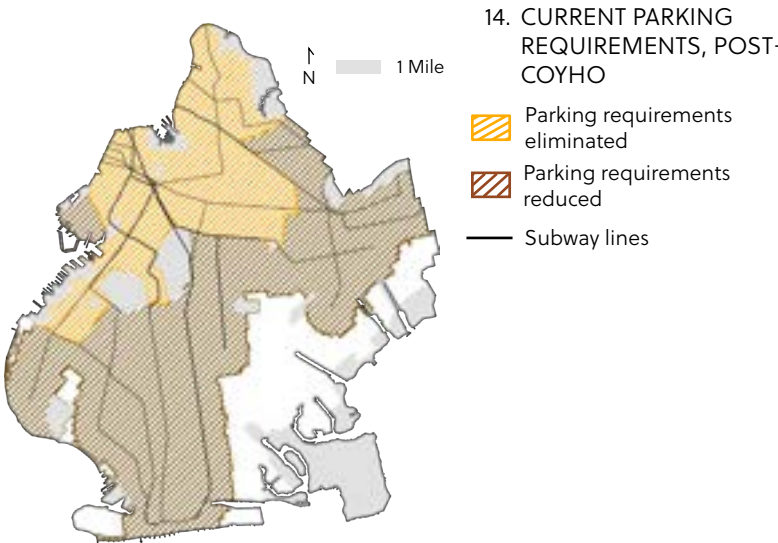 14. CURRENT PARKING
REQUIREMENTS, POST-
COYHO
N
1 Mile
Parking requirements
eliminated
Parking requirements
reduced
Subway lines